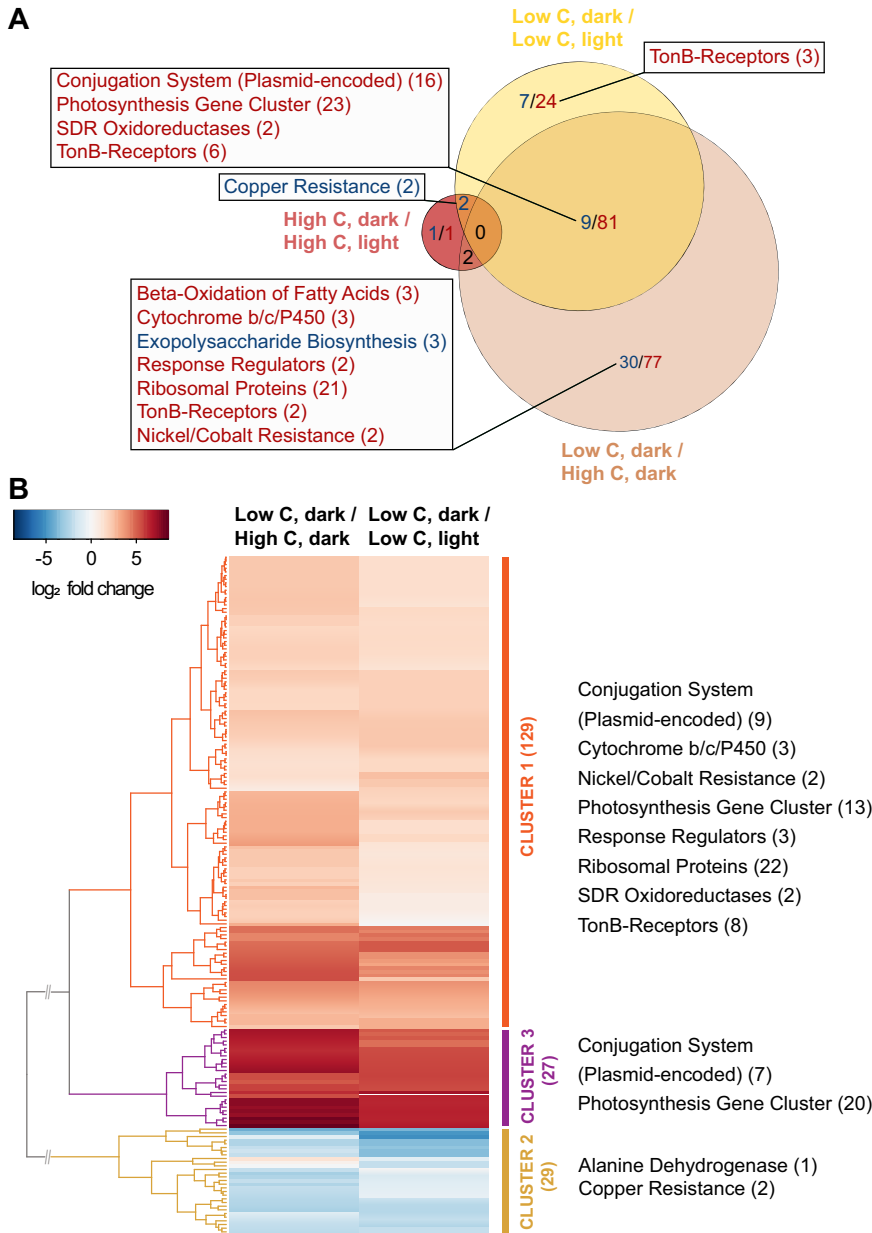 A
Low C, dark /
Low C, light
TonB-Receptors (3)
Conjugation System (Plasmid-encoded) (16)
Photosynthesis Gene Cluster (23)
SDR Oxidoreductases (2)
TonB-Receptors (6)
7/24
Copper Resistance (2)
2
9/81
High C, dark /
High C, light
1/1
0
2
Beta-Oxidation of Fatty Acids (3)
Cytochrome b/c/P450 (3)
Exopolysaccharide Biosynthesis (3)
Response Regulators (2)
Ribosomal Proteins (21)
TonB-Receptors (2)
Nickel/Cobalt Resistance (2)
30/77
Low C, dark /
High C, dark
B
-5 0 5
log₂ fold change
Low C, dark /
High C, dark
Low C, dark /
Low C, light
CLUSTER 1 (129)
Conjugation System
(Plasmid-encoded) (9)
Cytochrome b/c/P450 (3)
Nickel/Cobalt Resistance (2)
Photosynthesis Gene Cluster (13)
Response Regulators (3)
Ribosomal Proteins (22)
SDR Oxidoreductases (2)
TonB-Receptors (8)
CLUSTER 3
(27)
Conjugation System
(Plasmid-encoded) (7)
Photosynthesis Gene Cluster (20)
CLUSTER 2
(29)
Alanine Dehydrogenase (1)
Copper Resistance (2)